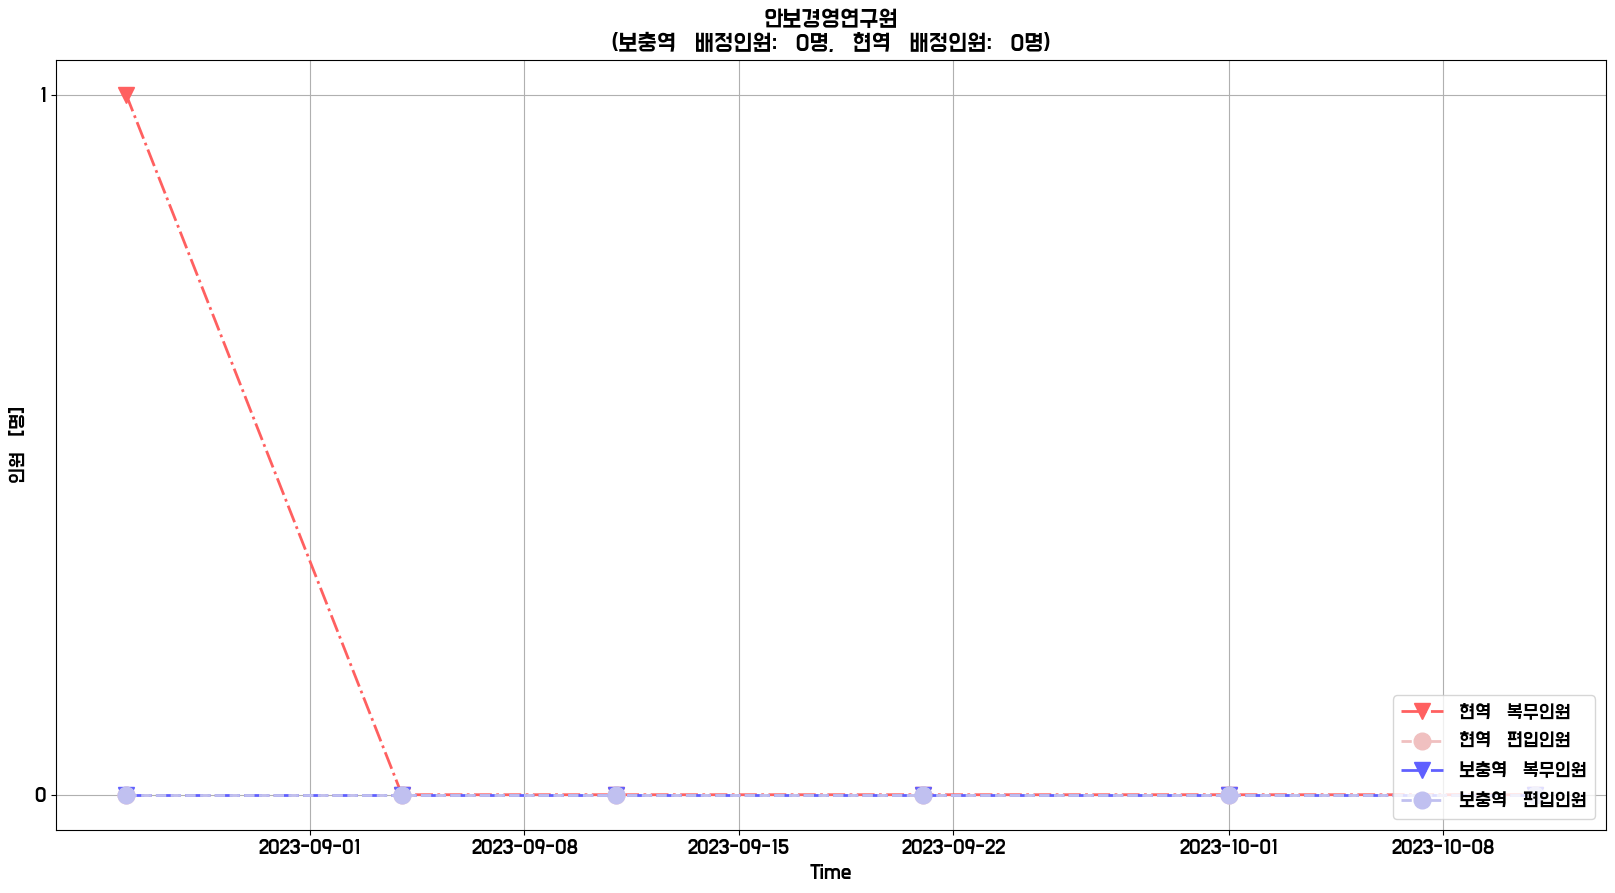 안보경영연구원
(보충역 배정인원: 0명, 현역 배정인원: 0명)
1
0
인원 [명]
2023-09-01
2023-09-08
2023-09-15
2023-09-22
2023-10-01
2023-10-08
Time
현역 복무인원
현역 편입인원
보충역 복무인원
보충역 편입인원